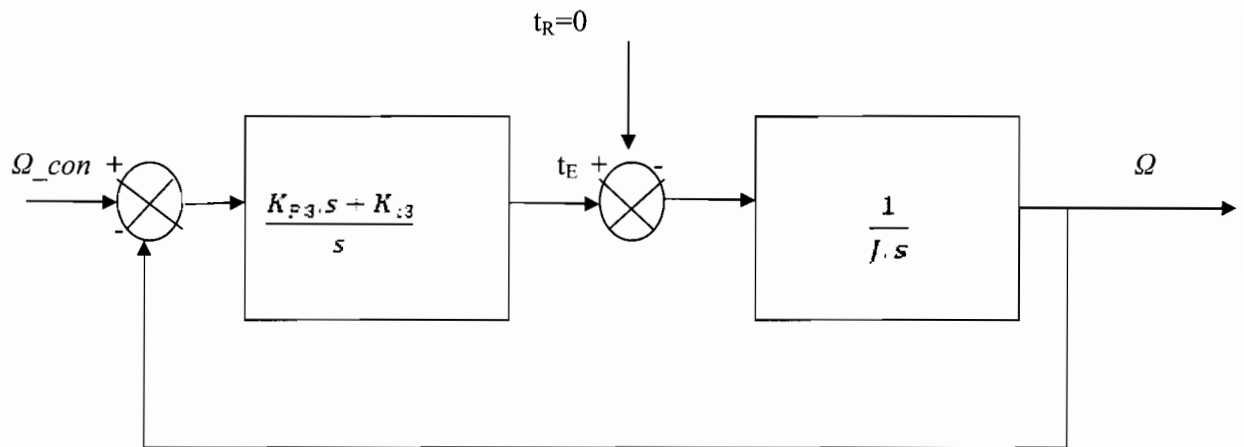 t_R=0
Ω_con
+
-
K_P3.s + K_i3
s
t_E
+
-
1
J.s
Ω